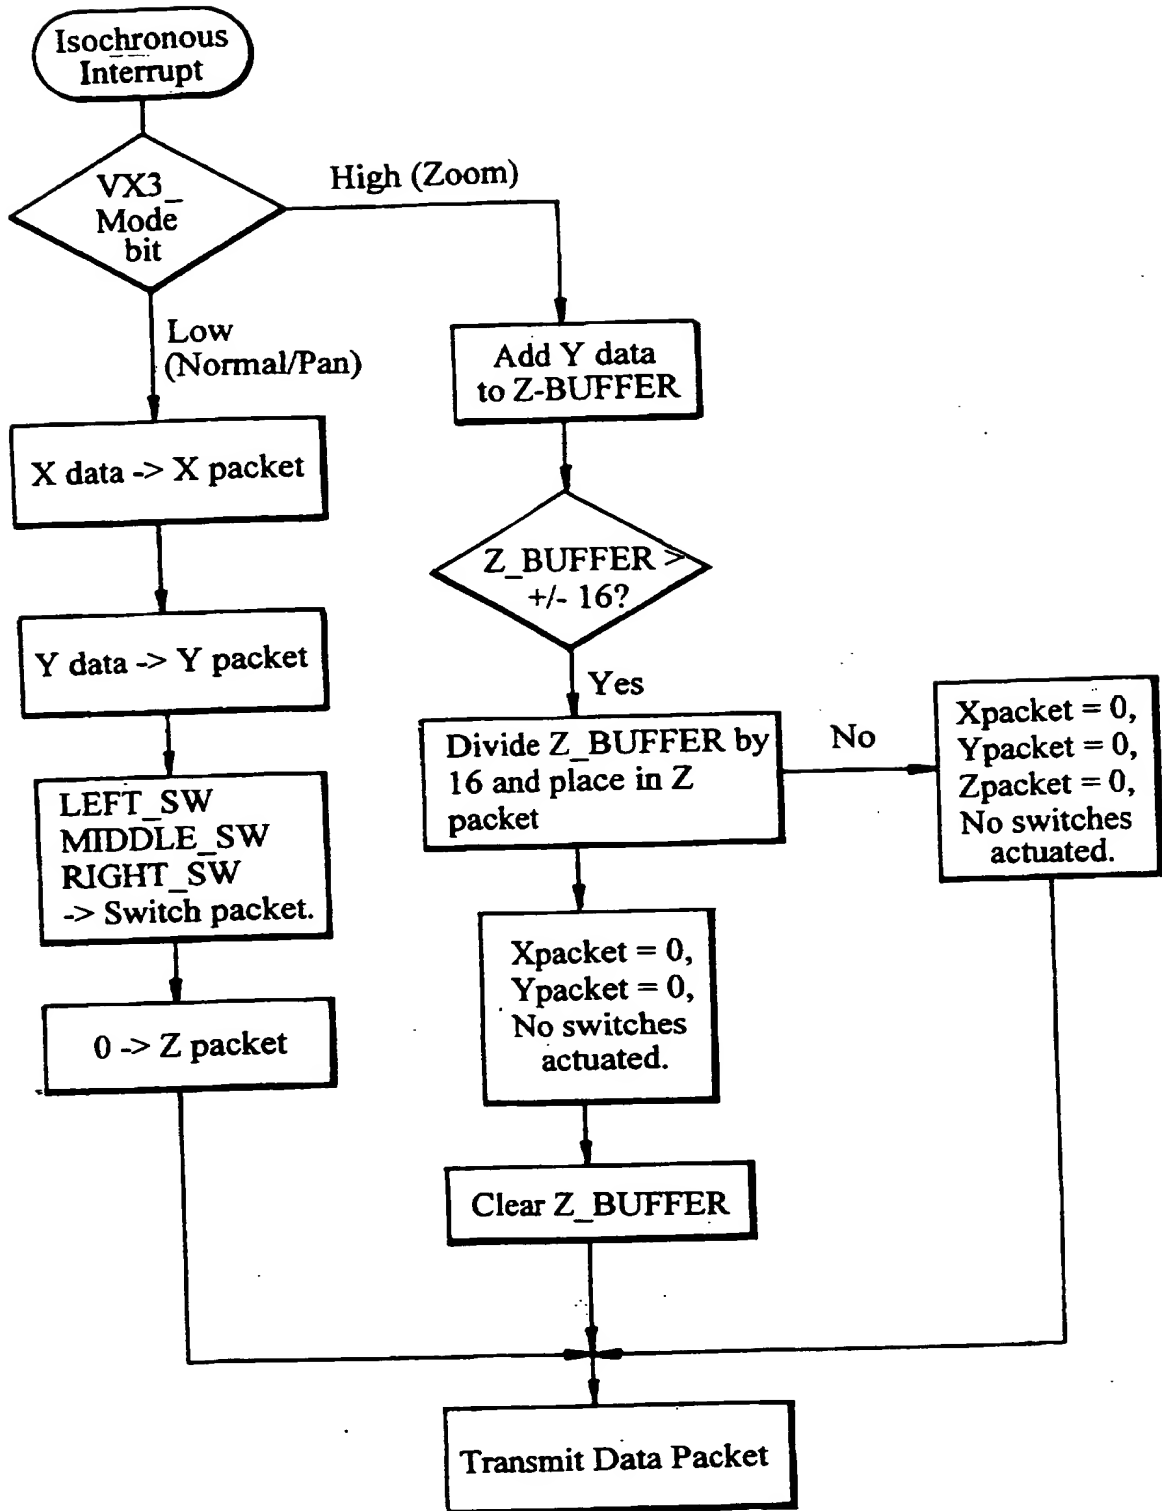 Isochronous
Interrupt
VX3_
Mode
bit
High (Zoom)
Low
(Normal/Pan)
Add Y data
to Z-BUFFER
X data -> X packet
Z_BUFFER >
+/- 16?
Y data -> Y packet
Yes
Divide Z_BUFFER by
16 and place in Z
packet
No
Xpacket = 0,
Ypacket = 0,
Zpacket = 0,
No switches
actuated.
LEFT_SW
MIDDLE_SW
RIGHT_SW
-> Switch packet.
Xpacket = 0,
Ypacket = 0,
No switches
actuated.
0 -> Z packet
Clear Z_BUFFER
Transmit Data Packet